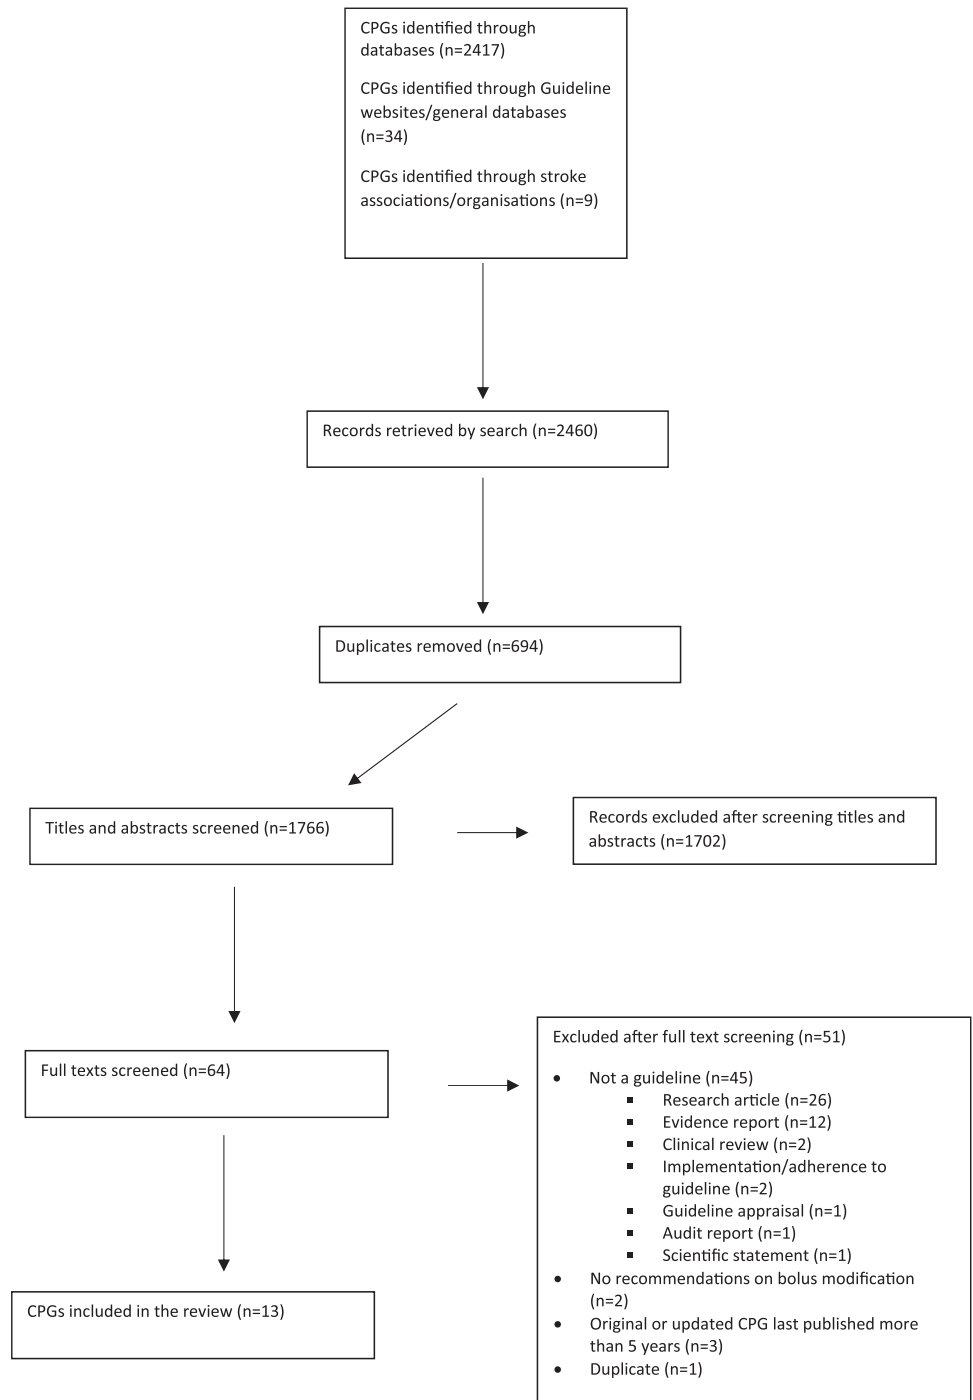 CPGs identified through
databases (n=2417)
CPGs identified through Guideline
websites/general databases
(n=34)
CPGs identified through stroke
associations/organisations (n=9)
Records retrieved by search (n=2460)
Duplicates removed (n=694)
Titles and abstracts screened (n=1766)
Records excluded after screening titles and
abstracts (n=1702)
Full texts screened (n=64)
Excluded after full text screening (n=51)
• Not a guideline (n=45)
▪ Research article (n=26)
▪ Evidence report (n=12)
▪ Clinical review (n=2)
▪ Implementation/adherence to
guideline (n=2)
▪ Guideline appraisal (n=1)
▪ Audit report (n=1)
▪ Scientific statement (n=1)
• No recommendations on bolus modification
(n=2)
• Original or updated CPG last published more
than 5 years (n=3)
• Duplicate (n=1)
CPGs included in the review (n=13)